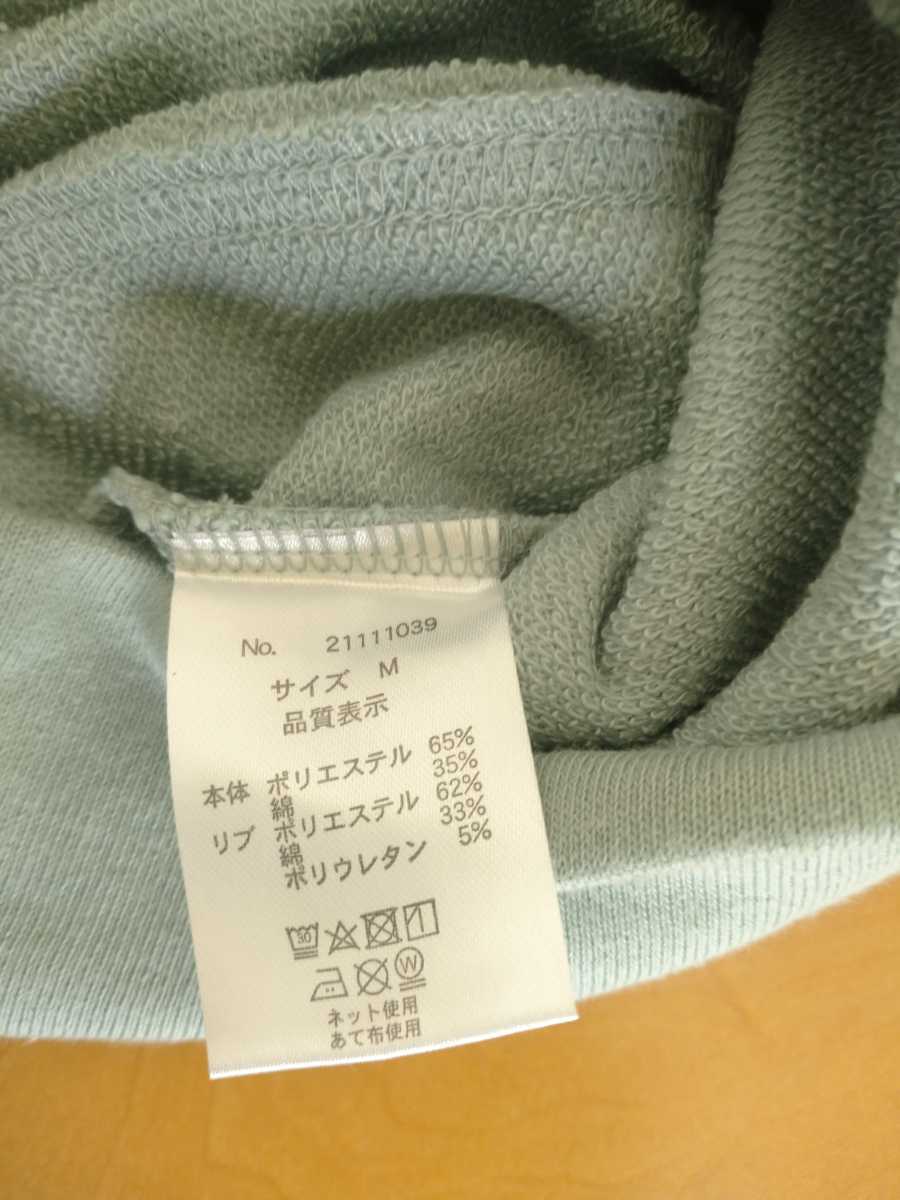 No. 21111039
サイズ M
品質表示
本体 ポリエステル 65%
綿 35%
リブ ポリエステル 62%
綿 33%
ポリウレタン 5%
30
W
ネット使用
あて布使用